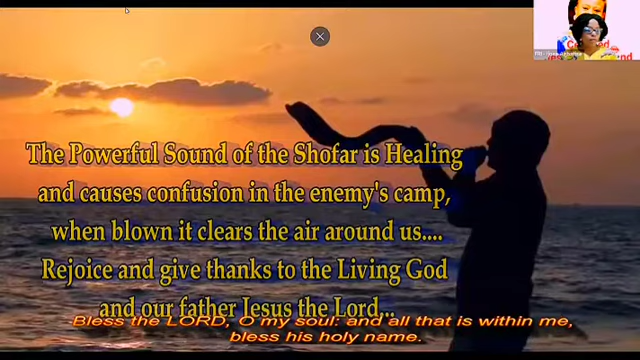 The Powerful Sound of the Shofar is Healing
and causes confusion in the enemy's camp,
when blown it clears the air around us....
Rejoice and give thanks to the Living God
and our father Jesus the Lord...
Bless the LORD, O my soul: and all that is within me,
bless his holy name.